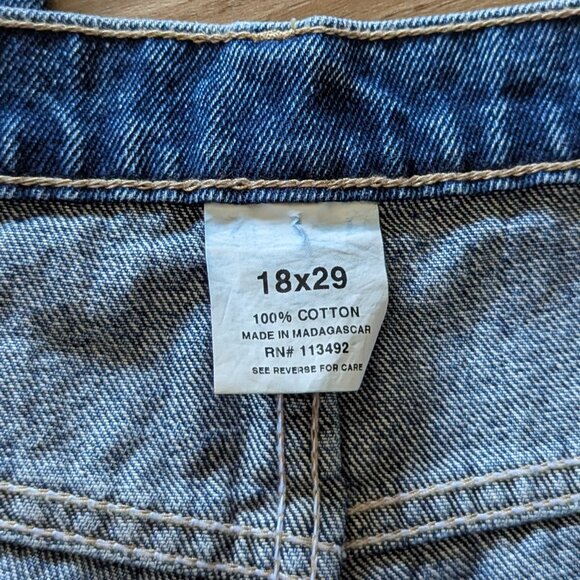 18x29
100% COTTON
MADE IN MADAGASCAR
RN# 113492
SEE REVERSE FOR CARE